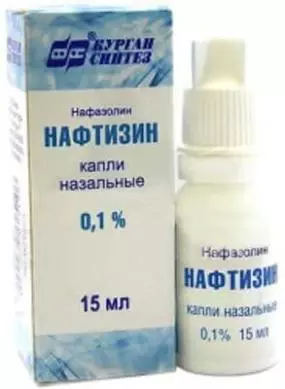 КУРГАН
СИНТЕЗ
Нафазолин
НАФТИЗИН
капли
назальные
0,1 %
15 мл
Нафазолин
НАФТИЗИН
капли назальные
0,1% 15 мл